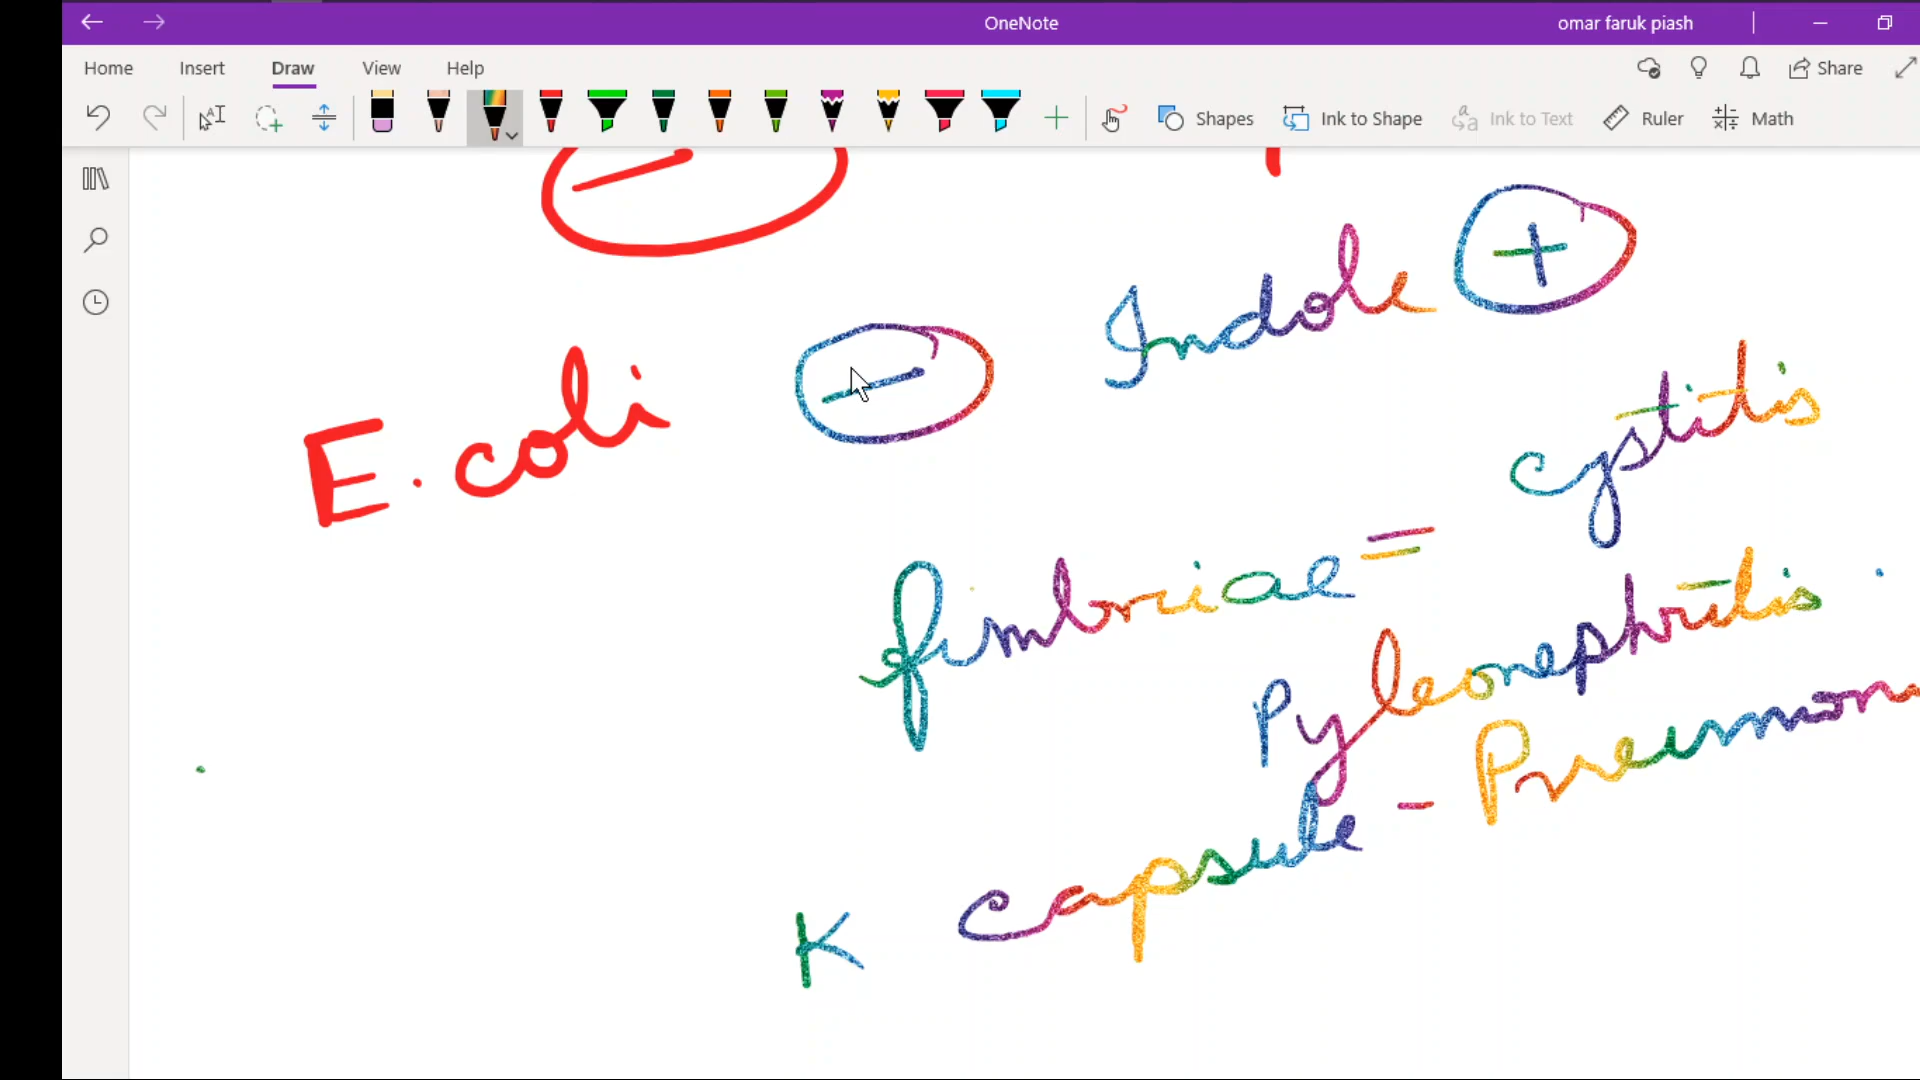 OneNote
omar faruk piash
Home Insert Draw View Help
Share
Shapes Ink to Shape Ink to Text Ruler Math
Indole +
E. coli −
cystitis
fimbriae =
Pyleonephritis
K capsule - Pneumon